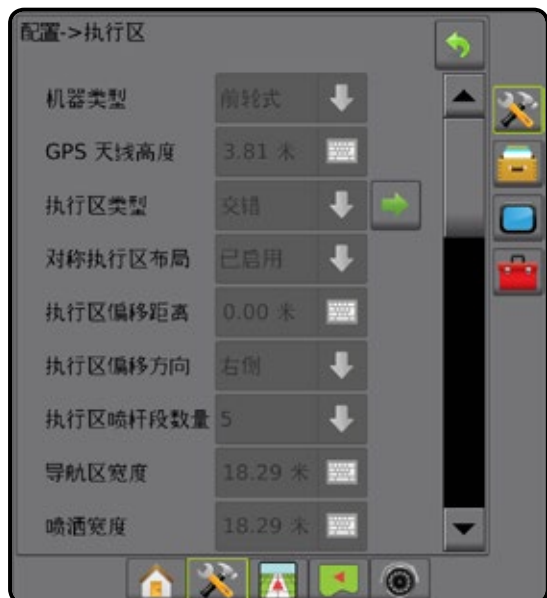 配置->执行区
机器类型 前轮式
GPS 天线高度 3.81 米
执行区类型 交错
对称执行区布局 已启用
执行区偏移距离 0.00 米
执行区偏移方向 右侧
执行区喷杆段数量 5
导航区宽度 18.29 米
喷洒宽度 18.29 米